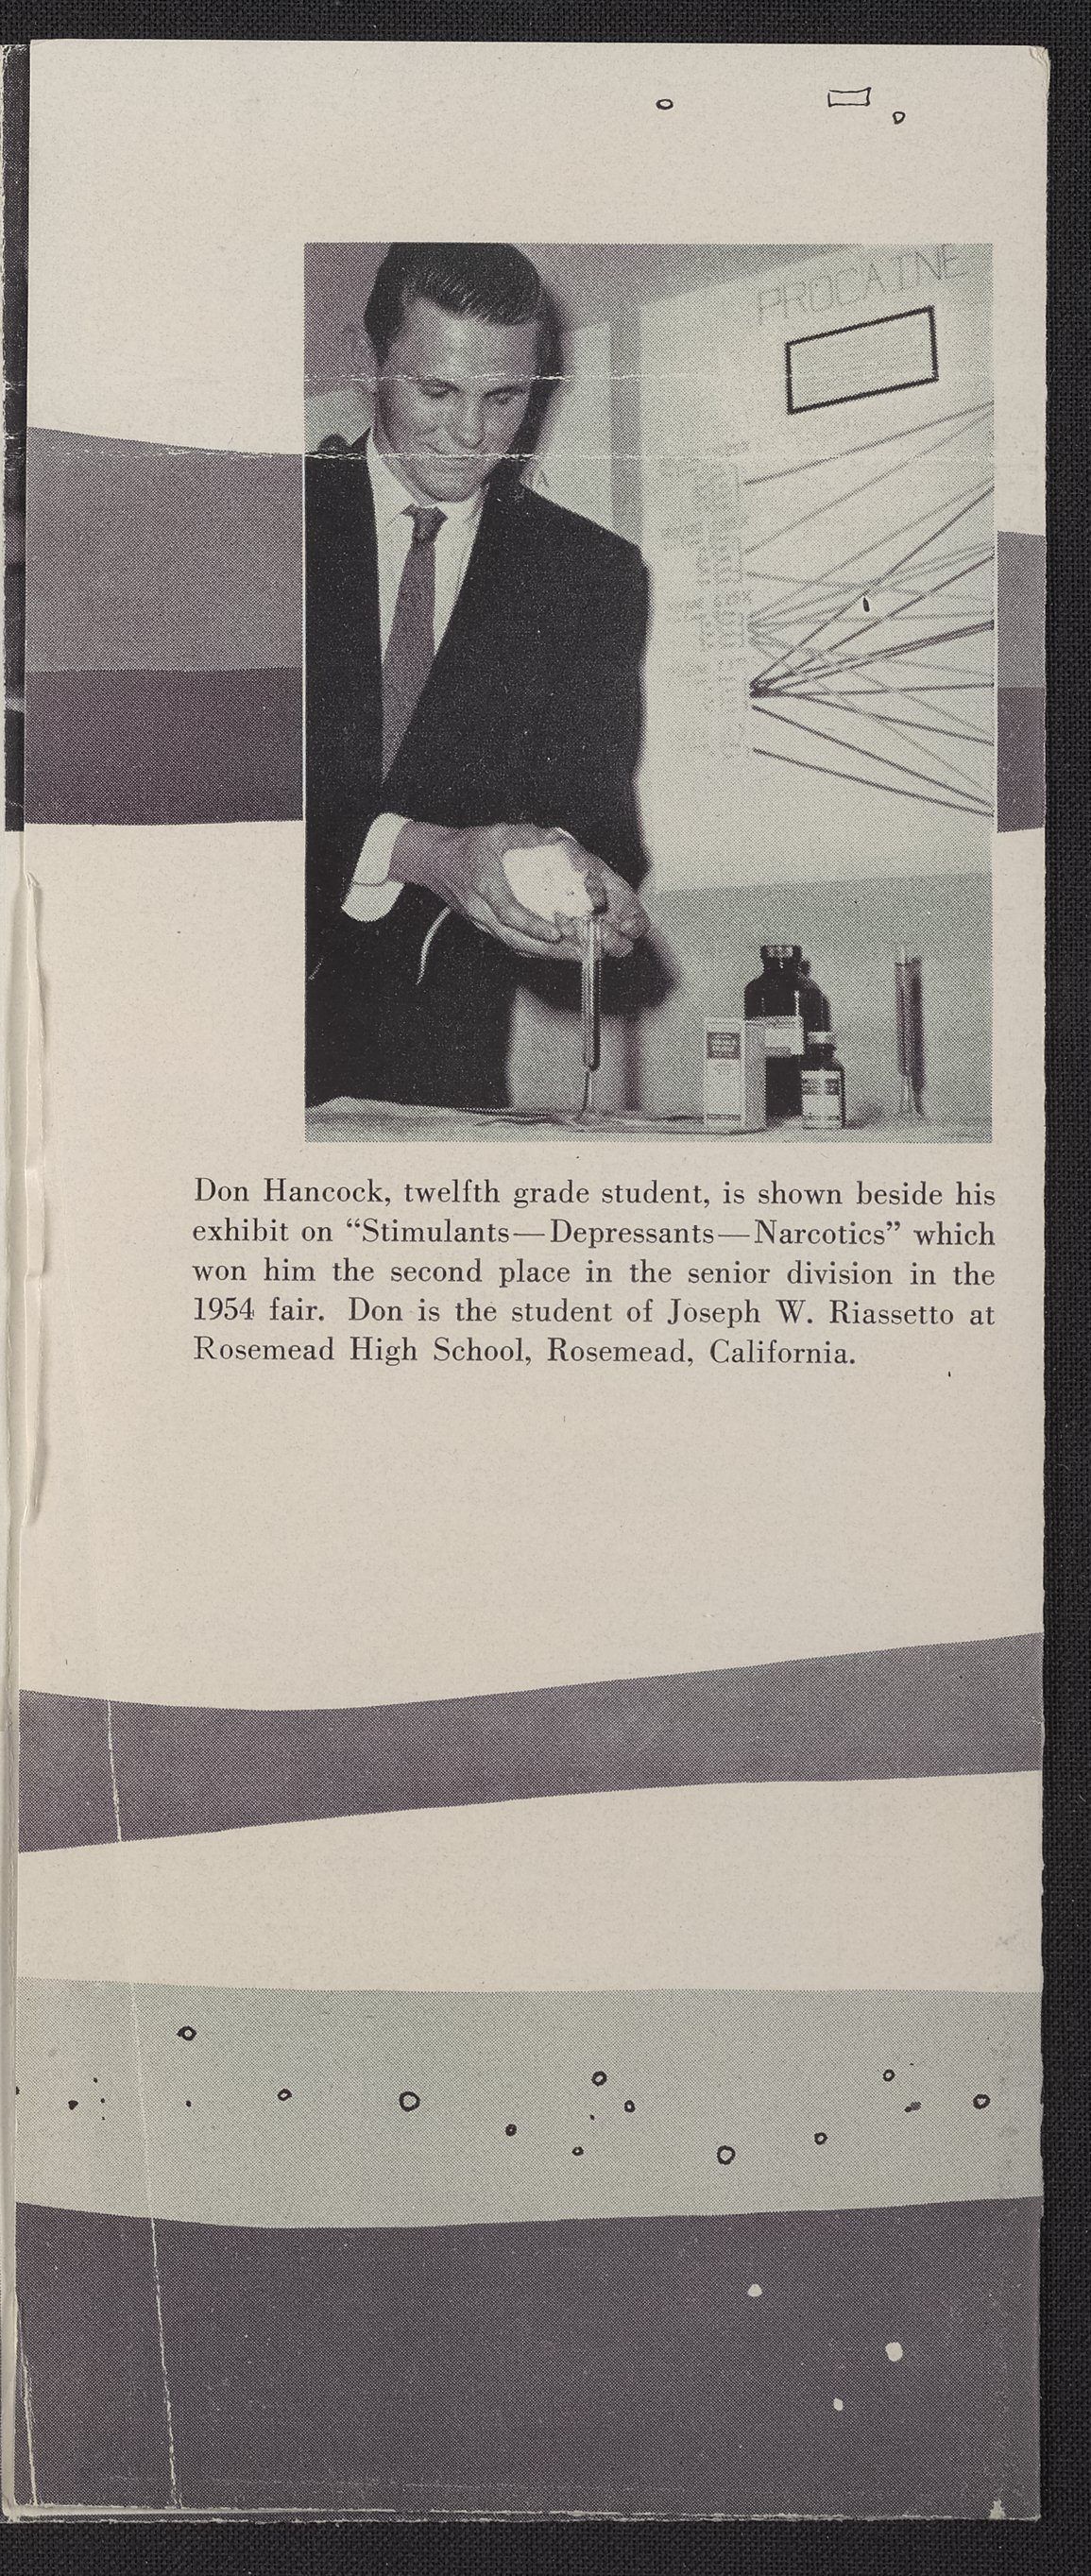 PROCAINE
Don Hancock, twelfth grade student, is shown beside his
exhibit on “Stimulants—Depressants—Narcotics” which
won him the second place in the senior division in the
1954 fair. Don is the student of Joseph W. Riassetto at
Rosemead High School, Rosemead, California.